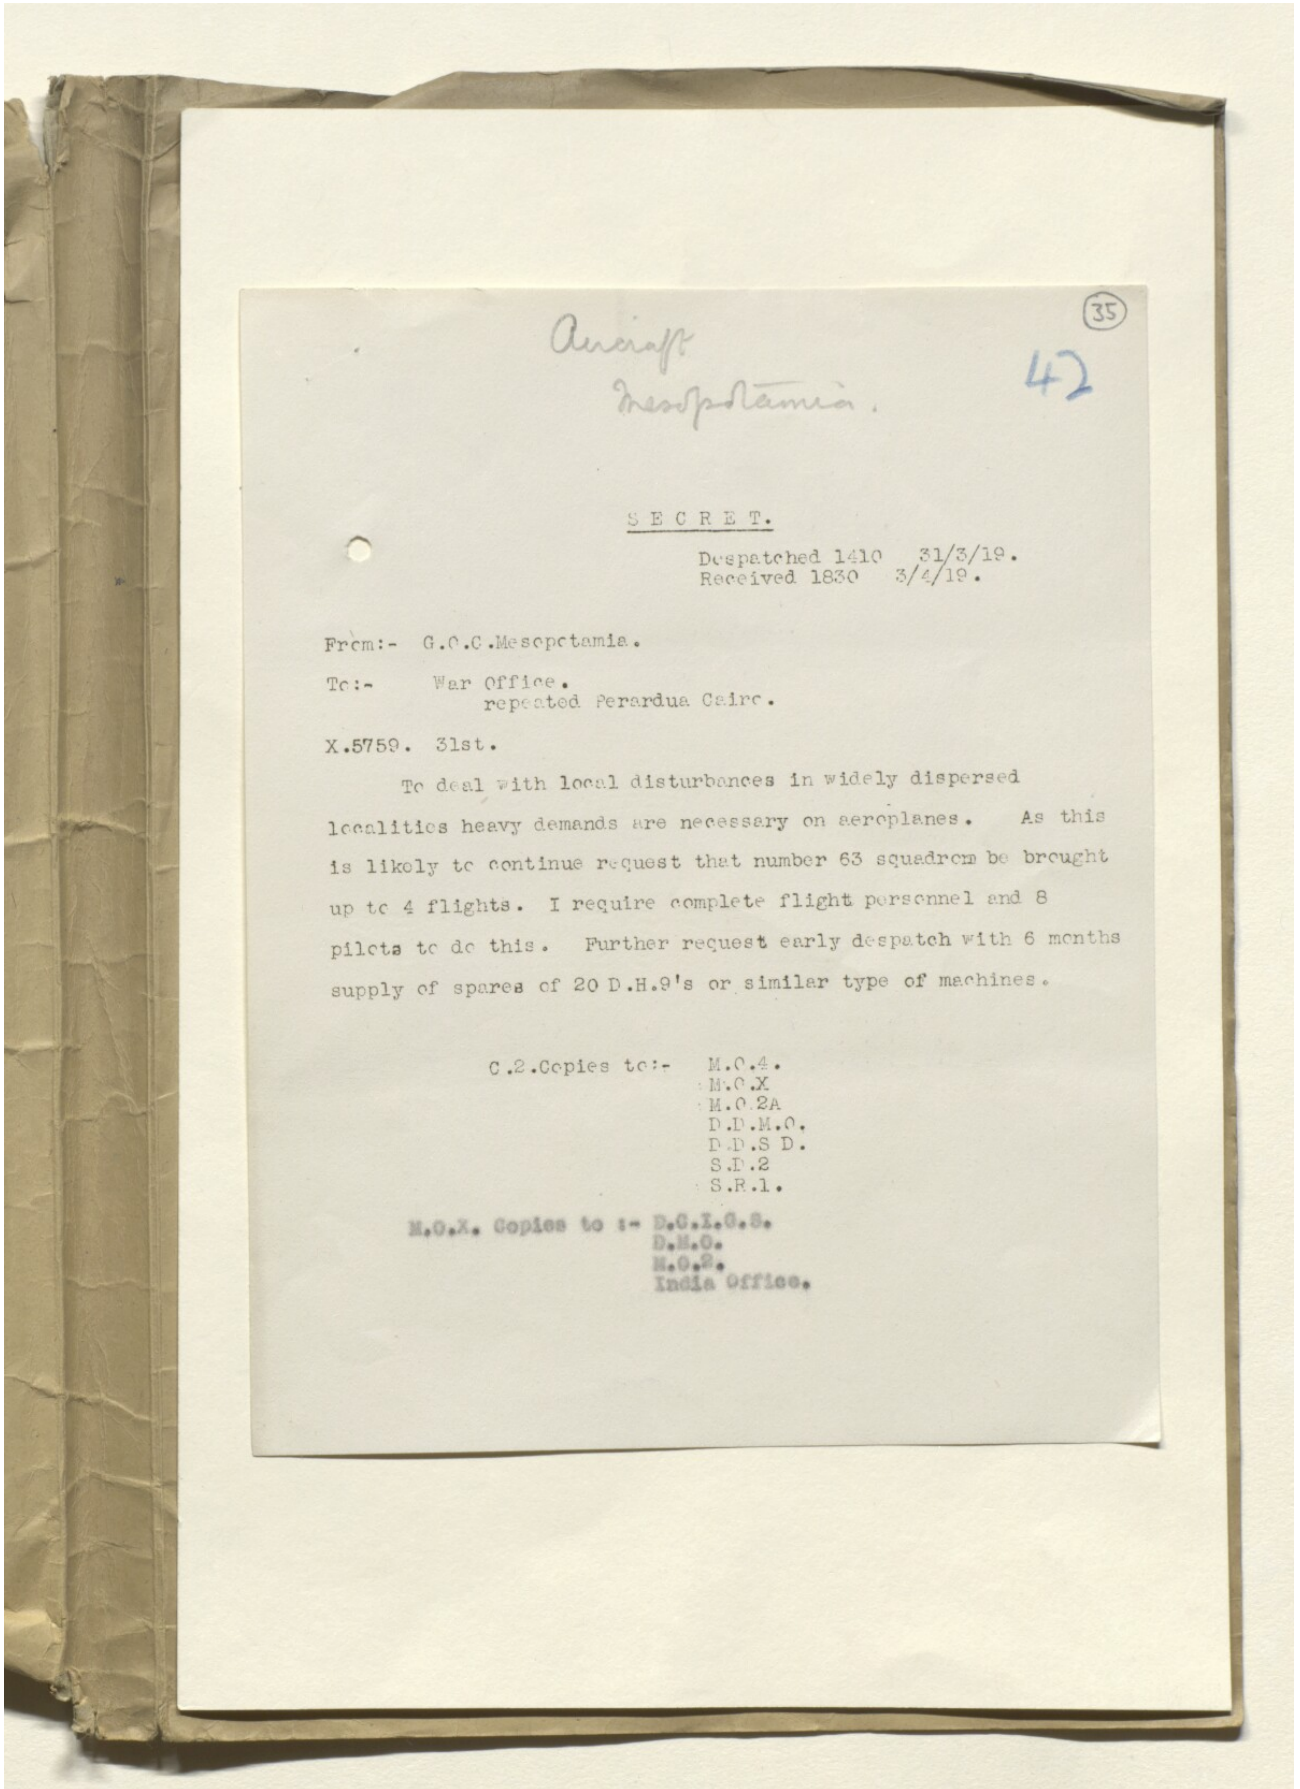 35
Aircraft
42
Mesopotamia.
SECRET.
Despatched 1410 31/3/19.
Received 1830 3/4/19.
From:- G.O.C.Mesopotamia.
To:- War Office.
repeated Perardua Cairo.
X.5759. 31st.
To deal with local disturbances in widely dispersed
localities heavy demands are necessary on aeroplanes. As this
is likely to continue request that number 63 squadrom be brought
up to 4 flights. I require complete flight personnel and 8
pilots to do this. Further request early despatch with 6 months
supply of spares of 20 D.H.9's or similar type of machines.
C.2.Copies to:- M.O.4.
M.O.X
M.O.2A
D.D.M.O.
D.D.S D.
S.D.2
S.R.1.
M.O.X. Copies to :- D.C.I.G.S.
D.M.O.
M.O.2.
India Office.